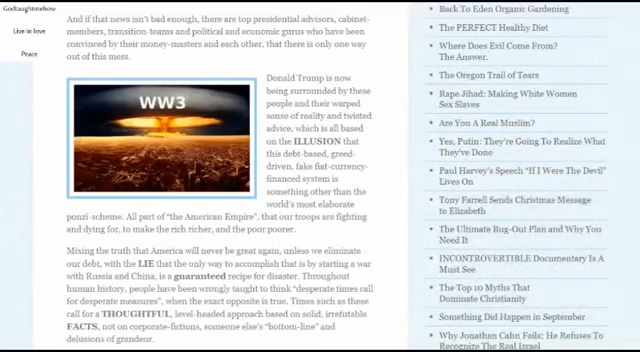 Godtaughtmehow
Live in love
Peace
And if that news isn't bad enough, there are top presidential advisors, cabinet-
members, transition-teams and political and economic gurus who have been
convinced by their money-masters and each other, that there is only one way
out of this mess.
WW3
Donald Trump is now
being surrounded by these
people and their warped
sense of reality and twisted
advice, which is all based
on the ILLUSION that
this debt-based, greed-
driven, fake fiat-currency-
financed system is
something other than the
world's most elaborate
ponzi-scheme. All part of "the American Empire", that our troops are fighting
and dying for, to make the rich richer, and the poor poorer.
Mixing the truth that America will never be great again, unless we eliminate
our debt, with the LIE that the only way to accomplish that is by starting a war
with Russia and China, is a guaranteed recipe for disaster. Throughout
human history, people have been wrongly taught to think "desperate times call
for desperate measures", when the exact opposite is true. Times such as these
call for a THOUGHTFUL, level-headed approach based on solid, irrefutable
FACTS, not on corporate-fictions, someone else's "bottom-line" and
delusions of grandeur.
Back To Eden Organic Gardening
The PERFECT Healthy Diet
Where Does Evil Come From?
The Answer.
The Oregon Trail of Tears
Rape Jihad: Making White Women
Sex Slaves
Are You A Real Muslim?
Yes, Putin: They're Going To Realize What
They've Done
Paul Harvey's Speech "If I Were The Devil"
Lives On
Tony Farrell Sends Christmas Message
to Elizabeth
The Ultimate Bug-Out Plan and Why You
Need It
INCONTROVERTIBLE Documentary Is A
Must See
The Top 10 Myths That
Dominate Christianity
Something Did Happen in September
Why Jonathan Cahn Fails: He Refuses To
Recognize The Real Israel